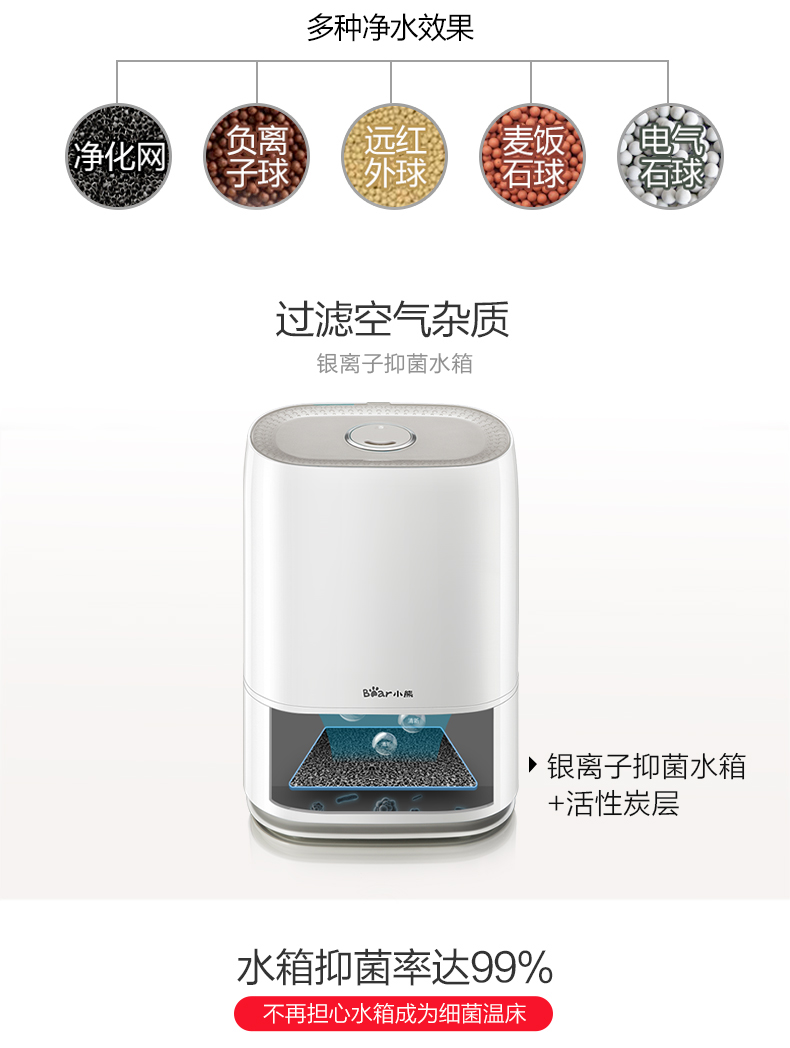 多种净水效果
净化网
负离
子球
远红
外球
麦饭
石球
电气
石球
过滤空气杂质
银离子抑菌水箱
Bear小熊
银离子抑菌水箱
+活性炭层
水箱抑菌率达99%
不再担心水箱成为细菌温床